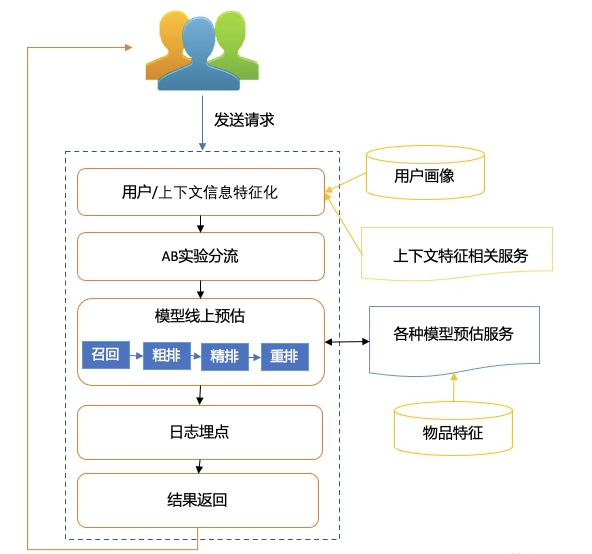 发送请求
用户/上下文信息特征化
用户画像
AB实验分流
上下文特征相关服务
模型线上预估
召回
粗排
精排
重排
各种模型预估服务
日志埋点
物品特征
结果返回